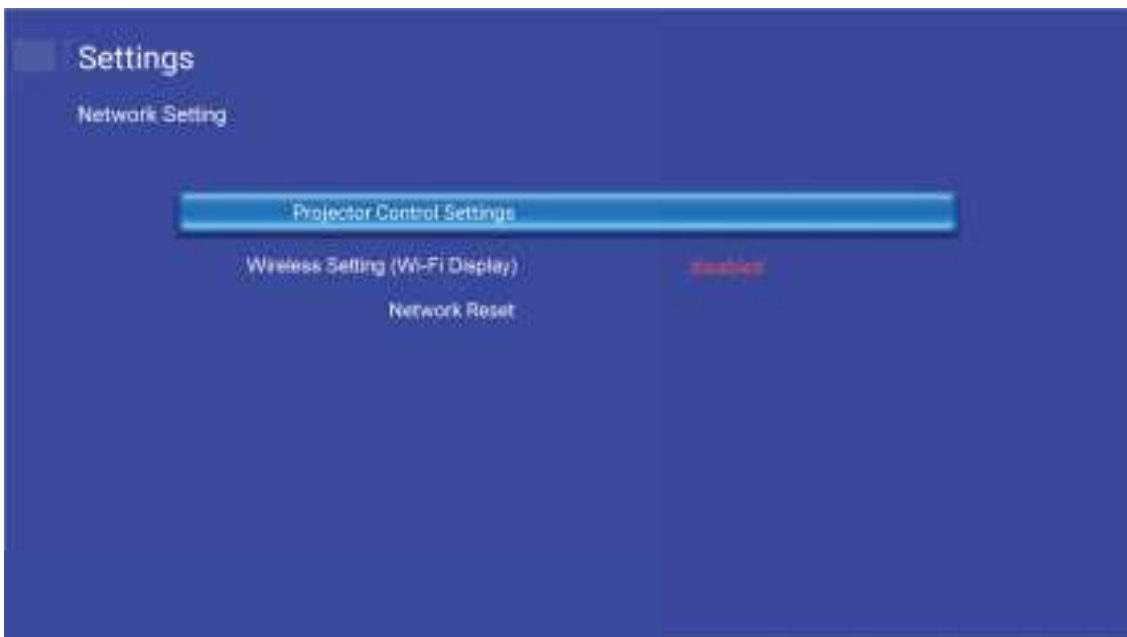 Settings
Network Setting
Projector Control Settings
Wireless Setting (Wi-Fi Display)
Network Reset